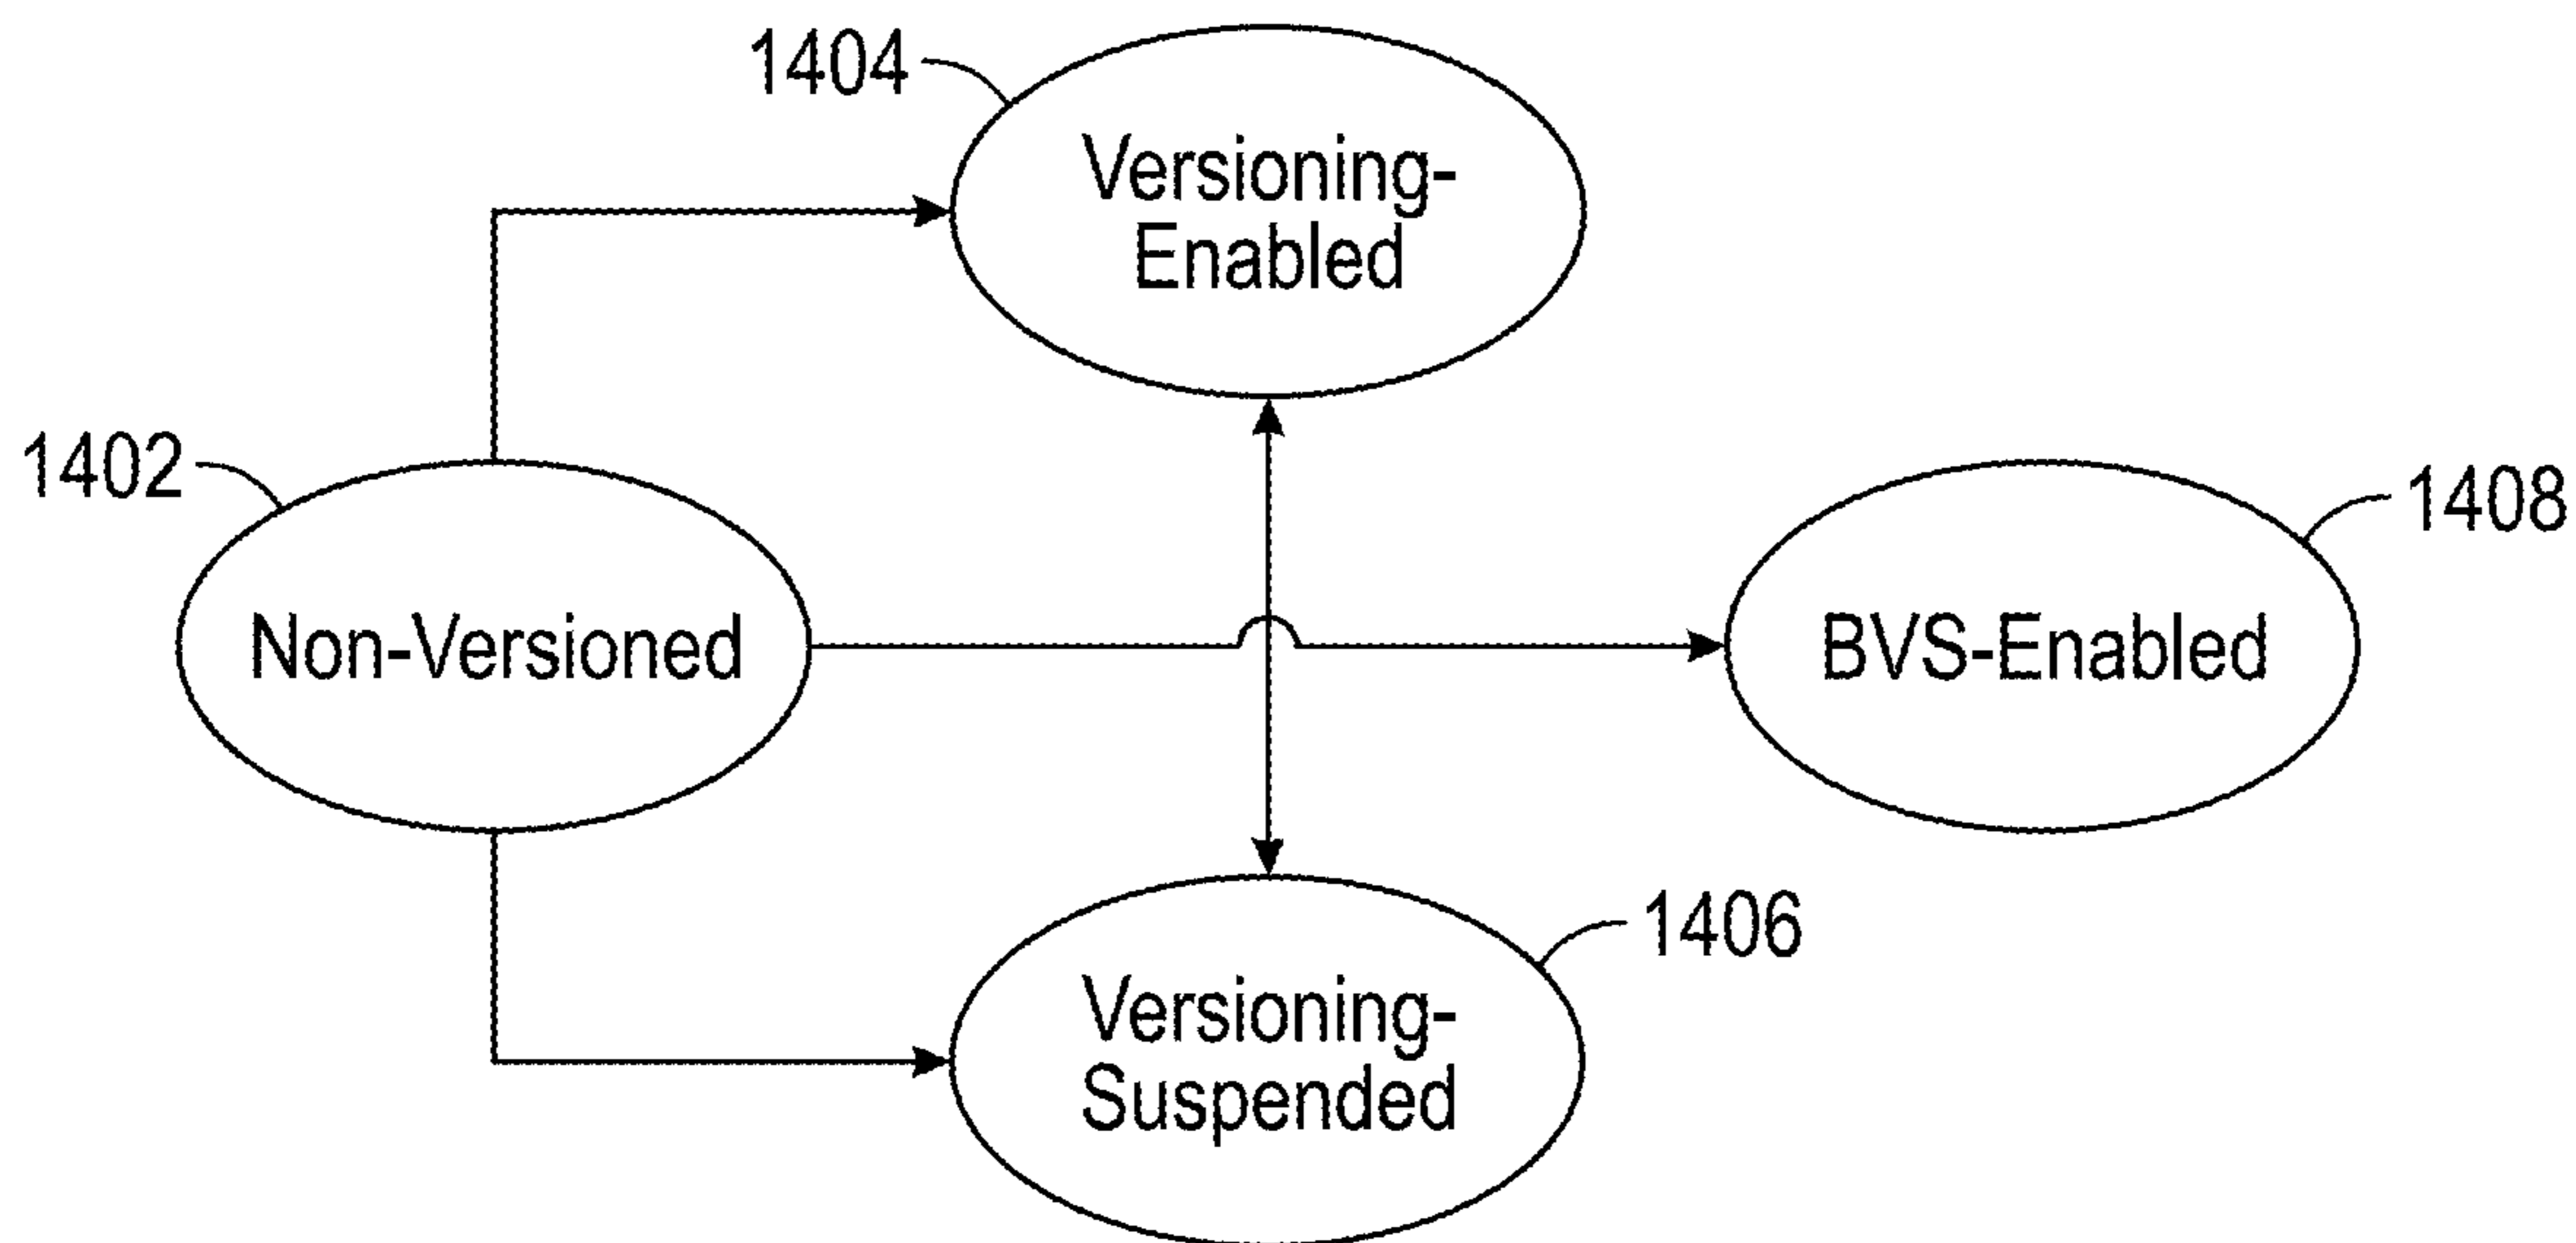 1404
Versioning-
Enabled
1402
Non-Versioned
BVS-Enabled
1408
1406
Versioning-
Suspended